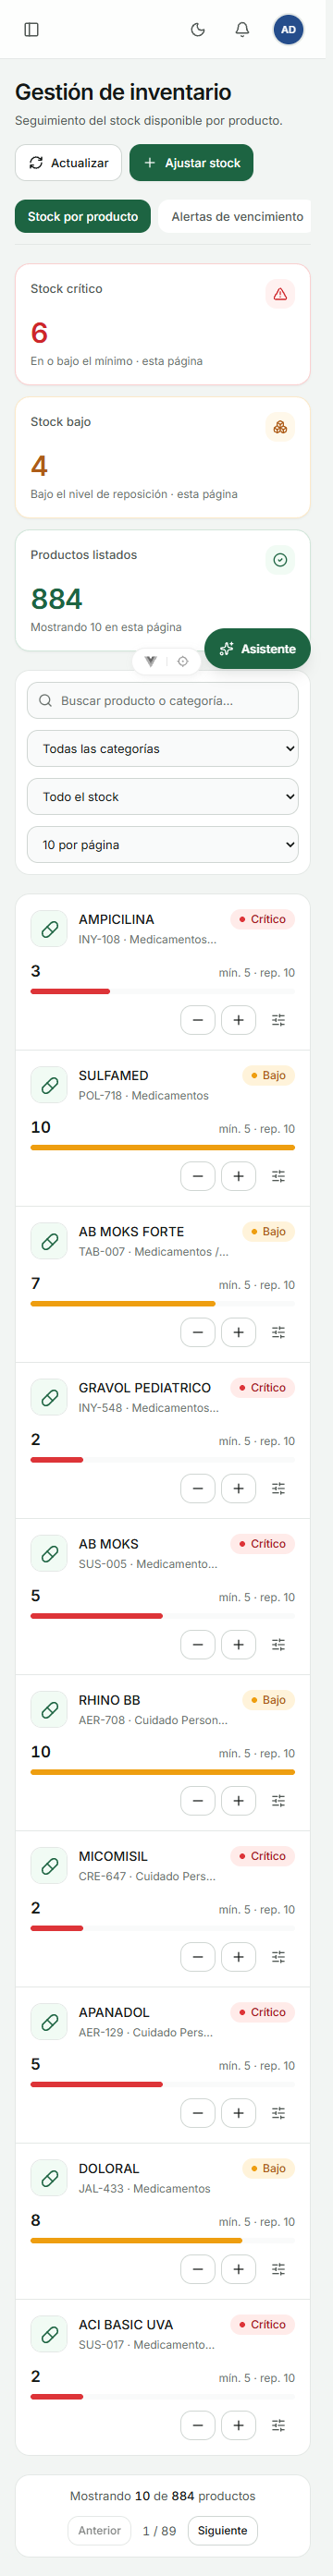 AD
Gestión de inventario
Seguimiento del stock disponible por producto.
Actualizar
Ajustar stock
Stock por producto
Alertas de vencimiento
Stock crítico
6
En o bajo el mínimo · esta página
Stock bajo
4
Bajo el nivel de reposición · esta página
Productos listados
884
Mostrando 10 en esta página
Asistente
Buscar producto o categoría...
Todas las categorías
Todo el stock
10 por página
AMPICILINA
Crítico
INY-108 · Medicamentos...
3
mín. 5 · rep. 10
SULFAMED
Bajo
POL-718 · Medicamentos
10
mín. 5 · rep. 10
AB MOKS FORTE
Bajo
TAB-007 · Medicamentos /...
7
mín. 5 · rep. 10
GRAVOL PEDIATRICO
Crítico
INY-548 · Medicamentos...
2
mín. 5 · rep. 10
AB MOKS
Crítico
SUS-005 · Medicamento...
5
mín. 5 · rep. 10
RHINO BB
Bajo
AER-708 · Cuidado Person...
10
mín. 5 · rep. 10
MICOMISIL
Crítico
CRE-647 · Cuidado Pers...
2
mín. 5 · rep. 10
APANADOL
Crítico
AER-129 · Cuidado Pers...
5
mín. 5 · rep. 10
DOLORAL
Bajo
JAL-433 · Medicamentos
8
mín. 5 · rep. 10
ACI BASIC UVA
Crítico
SUS-017 · Medicamento...
2
mín. 5 · rep. 10
Mostrando 10 de 884 productos
Anterior
1 / 89
Siguiente